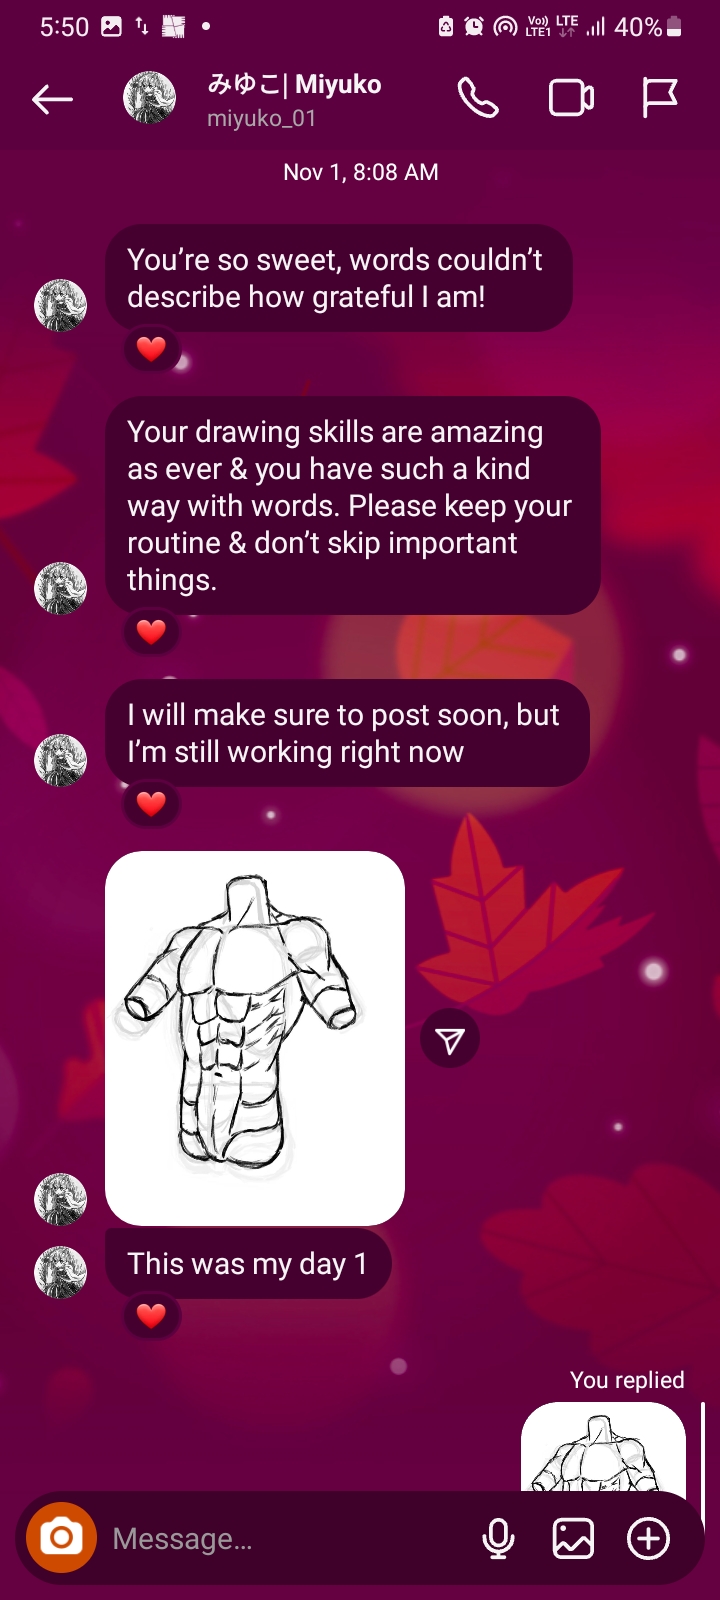 5:50
Vo)) LTE1 LTE 40%
みゆこ| Miyuko
miyuko_01
Nov 1, 8:08 AM
You’re so sweet, words couldn’t
describe how grateful I am!
Your drawing skills are amazing
as ever & you have such a kind
way with words. Please keep your
routine & don’t skip important
things.
I will make sure to post soon, but
I’m still working right now
This was my day 1
You replied
Message...